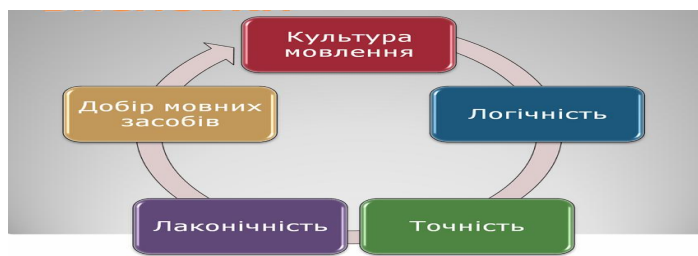 Культура
мовлення
Логічність
Точність
Лаконічність
Добір мовних
засобів